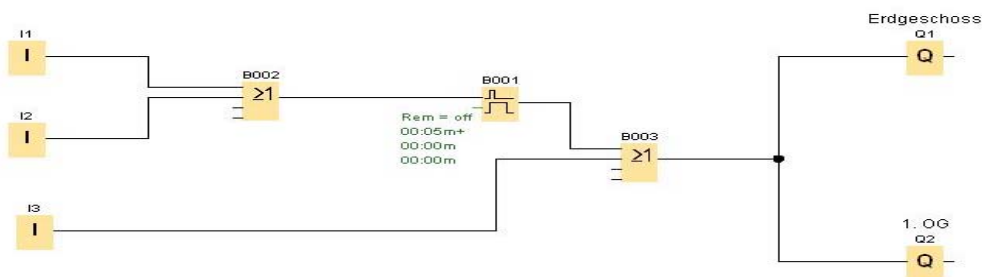 Erdgeschoss
Q1
Q
I1
I
B002
≥1
B001
Rem = off
00:05m+
00:00m
00:00m
I2
I
B003
≥1
I3
I
1. OG
Q2
Q